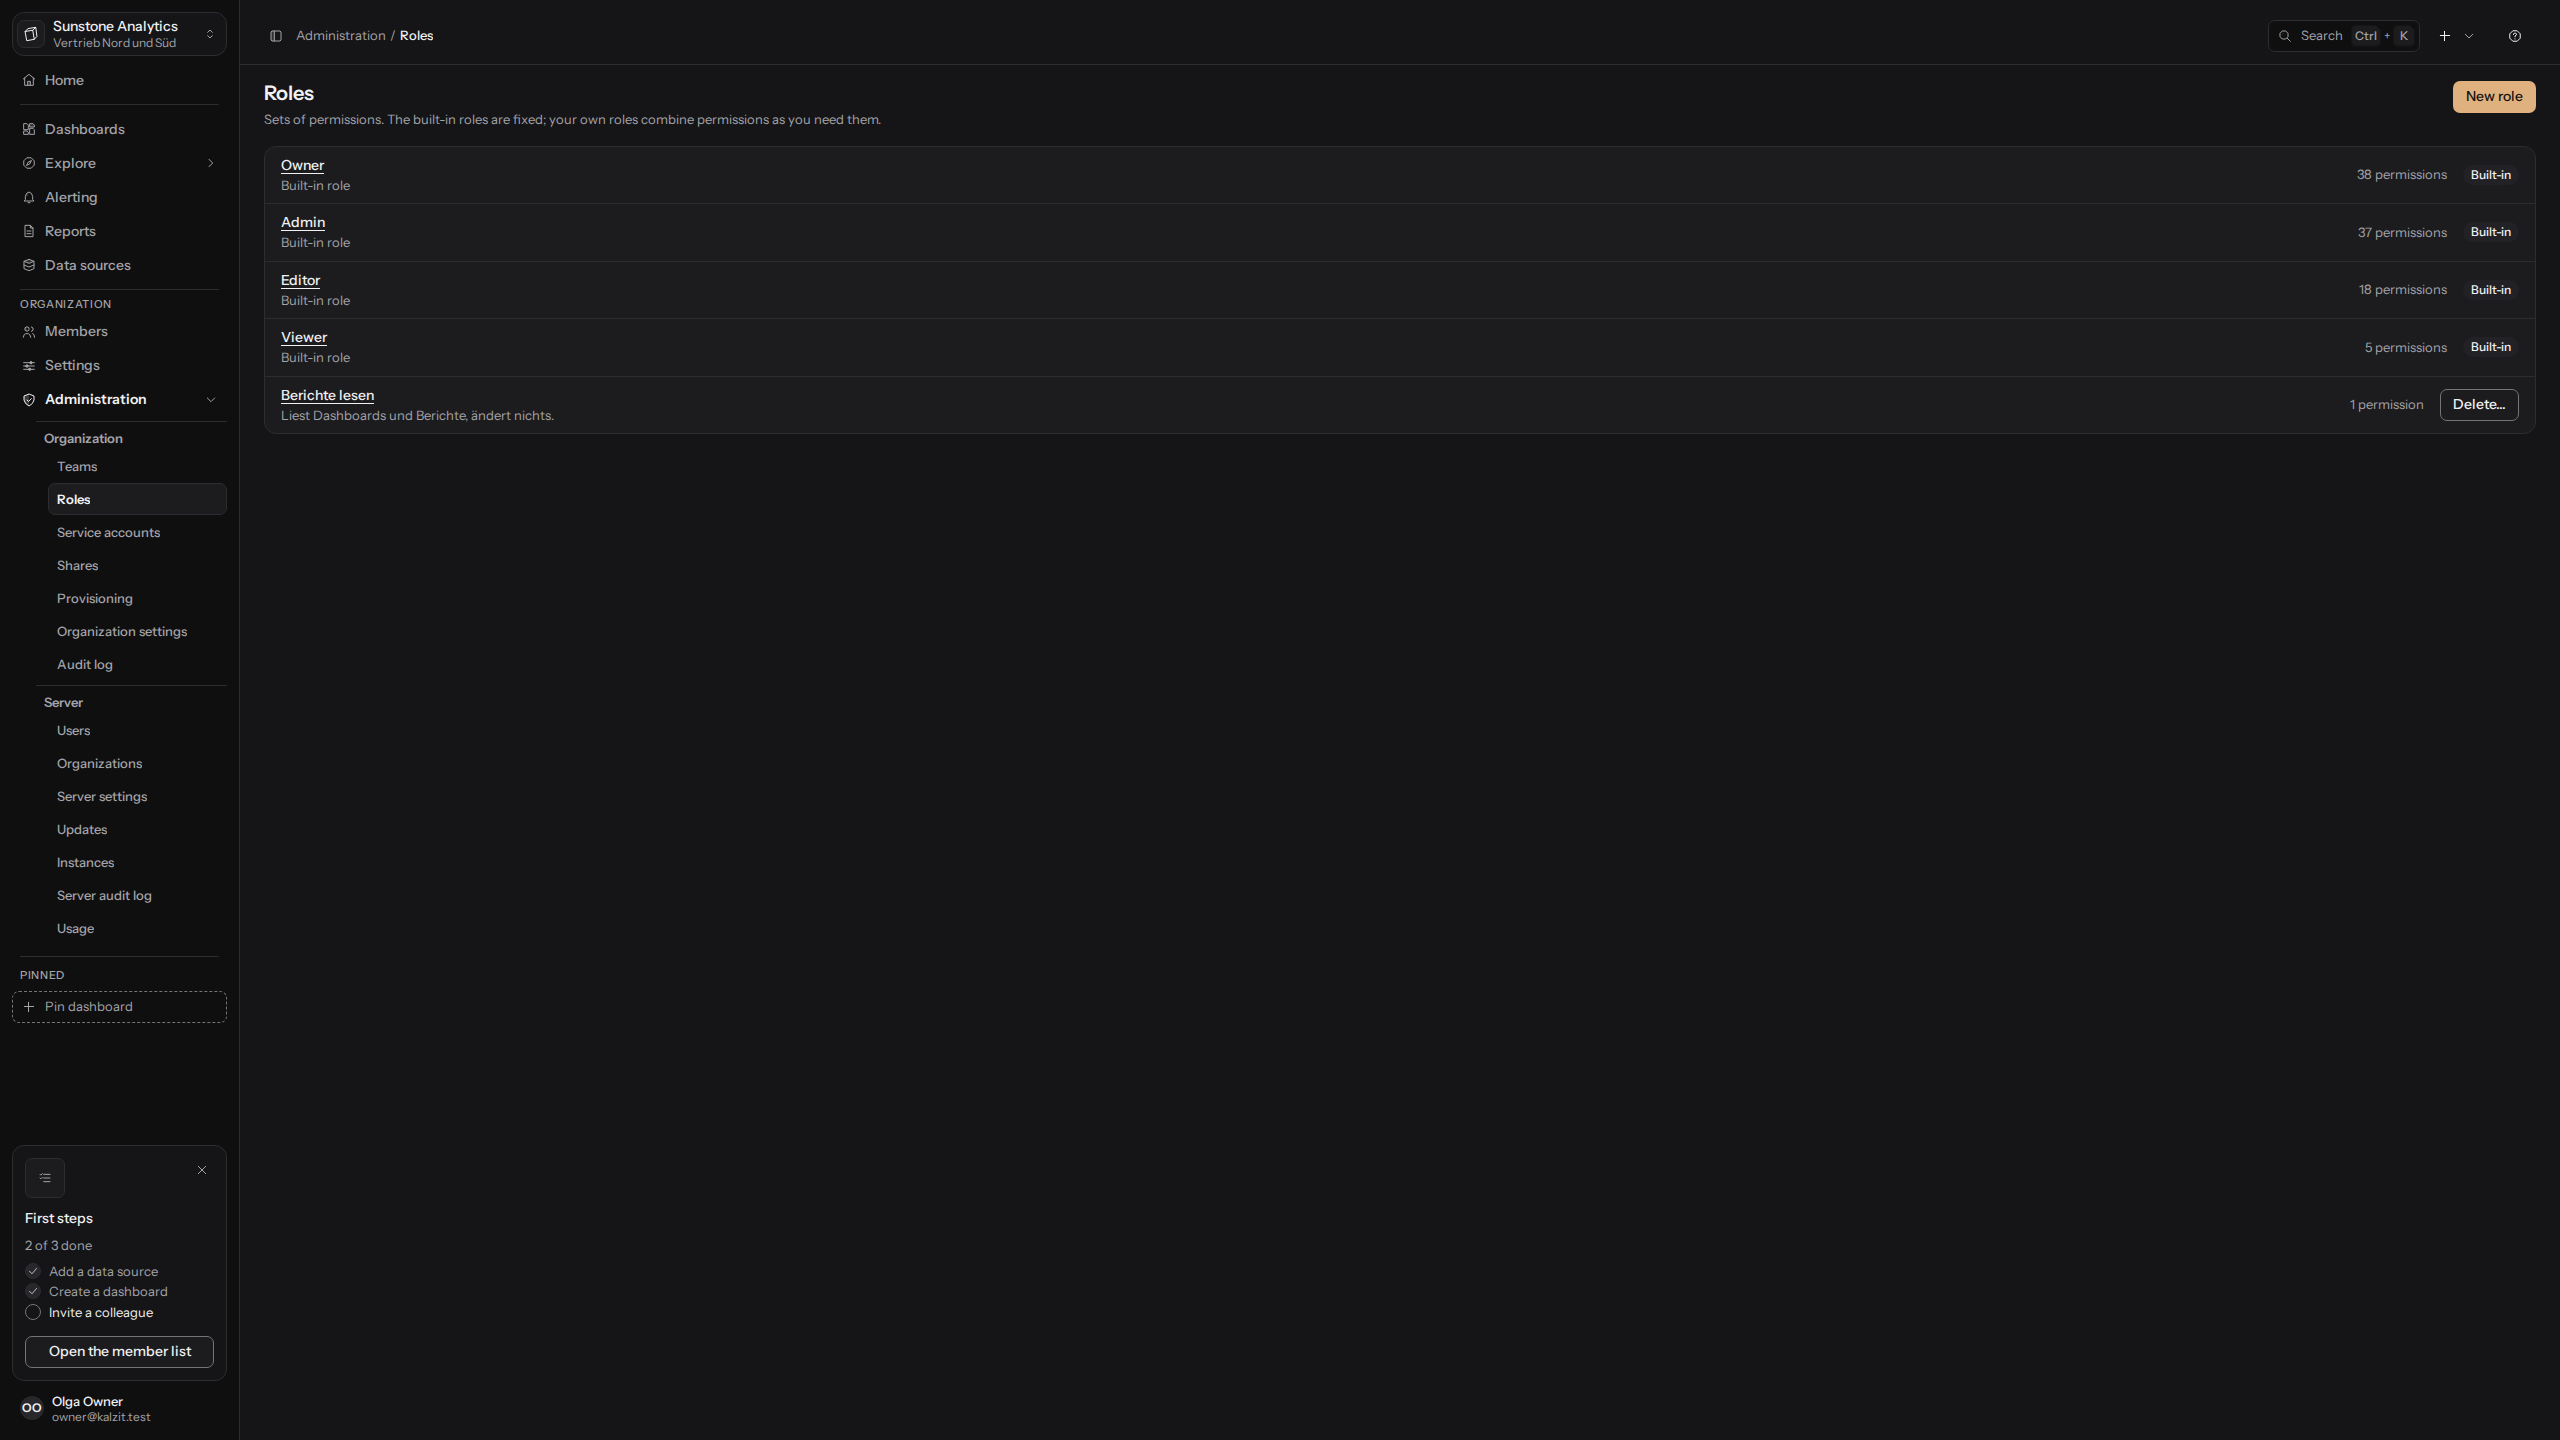 Sunstone Analytics
Vertrieb Nord und Süd
Home
Dashboards
Explore
Alerting
Reports
Data sources
ORGANIZATION
Members
Settings
Administration
Organization
Teams
Roles
Service accounts
Shares
Provisioning
Organization settings
Audit log
Server
Users
Organizations
Server settings
Updates
Instances
Server audit log
Usage
PINNED
Pin dashboard
First steps
2 of 3 done
Add a data source
Create a dashboard
Invite a colleague
Open the member list
OO
Olga Owner
owner@kalzit.test
Administration / Roles
Search Ctrl + K
Roles
New role
Sets of permissions. The built-in roles are fixed; your own roles combine permissions as you need them.
Owner
Built-in role
38 permissions Built-in
Admin
Built-in role
37 permissions Built-in
Editor
Built-in role
18 permissions Built-in
Viewer
Built-in role
5 permissions Built-in
Berichte lesen
Liest Dashboards und Berichte, ändert nichts.
1 permission Delete...